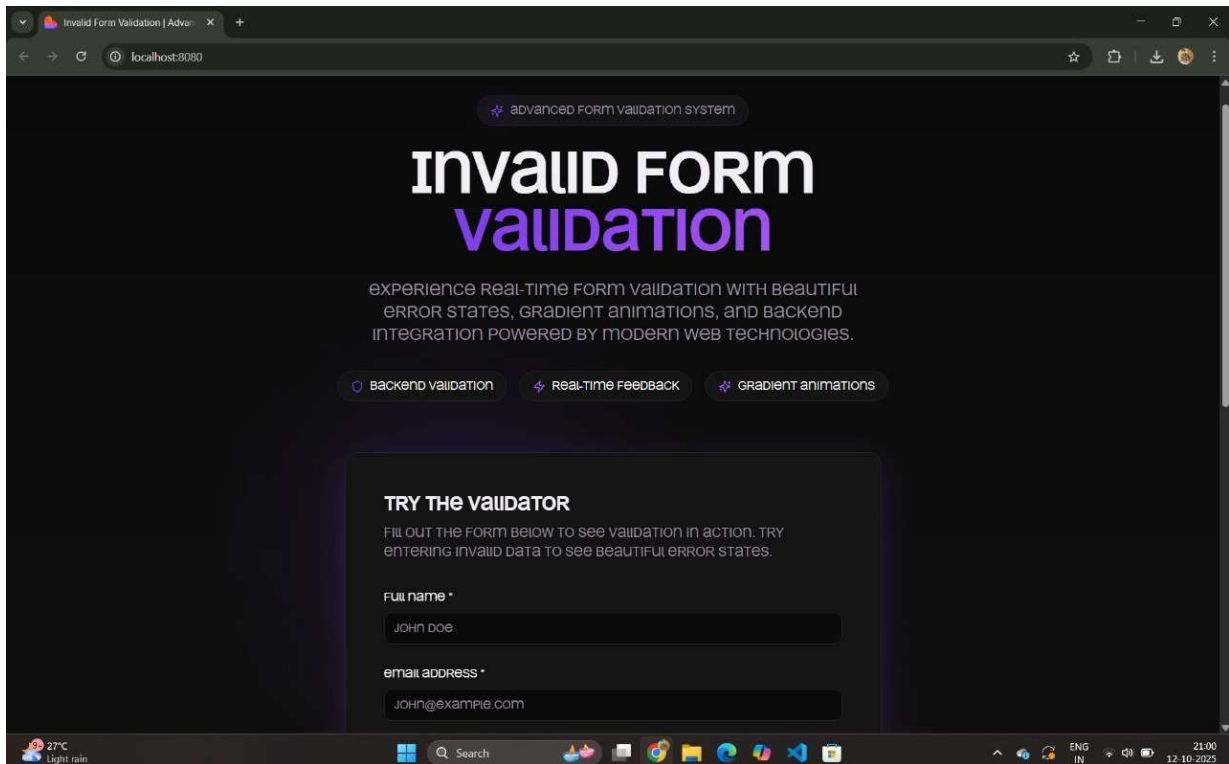 Invalid Form Validation | Advan
localhost:8080
ADVANCED FORM VALIDATION SYSTEM
INVALID FORM
VALIDATION
EXPERIENCE REAL-TIME FORM VALIDATION WITH BEAUTIFUL
ERROR STATES, GRADIENT ANIMATIONS, AND BACKEND
INTEGRATION POWERED BY MODERN WEB TECHNOLOGIES.
BACKEND VALIDATION REAL-TIME FEEDBACK GRADIENT ANIMATIONS
TRY THE VALIDATOR
FILL OUT THE FORM BELOW TO SEE VALIDATION IN ACTION. TRY
ENTERING INVALID DATA TO SEE BEAUTIFUL ERROR STATES.
FULL NAME *
JOHN DOE
EMAIL ADDRESS *
JOHN@EXAMPLE.COM
27°C
Light rain
Search
ENG
IN
21:00
12-10-2025